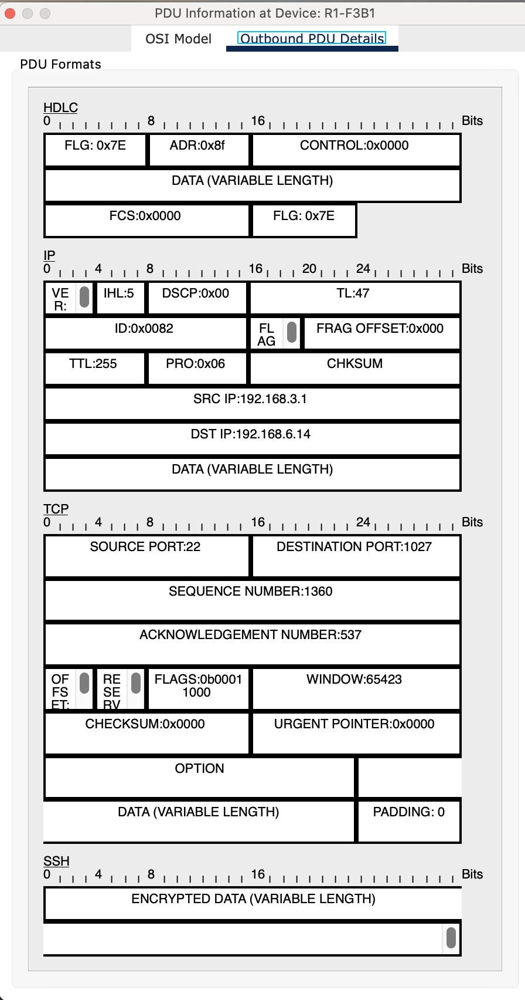 PDU Information at Device: R1-F3B1
OSI Model Outbound PDU Details
PDU Formats
HDLC
0 8 16 Bits
FLG: 0x7E ADR:0x8f CONTROL:0x0000
DATA (VARIABLE LENGTH)
FCS:0x0000 FLG: 0x7E
IP
0 4 8 16 20 24 Bits
VE
R: IHL:5 DSCP:0x00 TL:47
ID:0x0082 FL
AG FRAG OFFSET:0x000
TTL:255 PRO:0x06 CHKSUM
SRC IP:192.168.3.1
DST IP:192.168.6.14
DATA (VARIABLE LENGTH)
TCP
0 4 8 16 24 Bits
SOURCE PORT:22 DESTINATION PORT:1027
SEQUENCE NUMBER:1360
ACKNOWLEDGEMENT NUMBER:537
OF
FS
ET: RE
SE
RV FLAGS:0b0001
1000 WINDOW:65423
CHECKSUM:0x0000 URGENT POINTER:0x0000
OPTION
DATA (VARIABLE LENGTH) PADDING: 0
SSH
0 4 8 16 Bits
ENCRYPTED DATA (VARIABLE LENGTH)